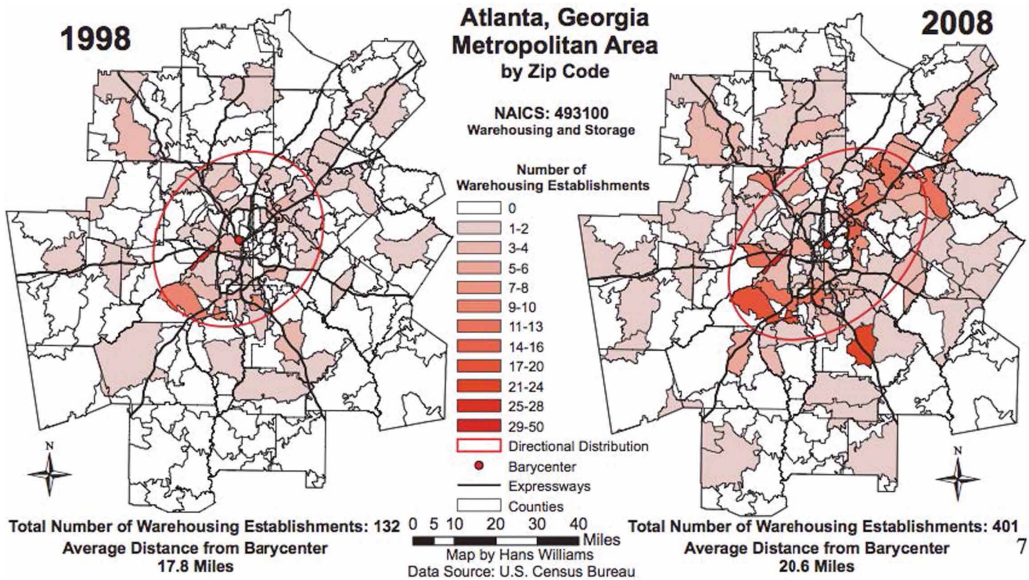 1998
Atlanta, Georgia
Metropolitan Area
by Zip Code
2008
NAICS: 493100
Warehousing and Storage
Number of
Warehousing Establishments
0
1-2
3-4
5-6
7-8
9-10
11-13
14-16
17-20
21-24
25-28
29-50
Directional Distribution
Barycenter
Expressways
Counties
N
N
Total Number of Warehousing Establishments: 132
Average Distance from Barycenter
17.8 Miles
0 5 10 20 30 40
Miles
Map by Hans Williams
Data Source: U.S. Census Bureau
Total Number of Warehousing Establishments: 401
Average Distance from Barycenter
20.6 Miles
7